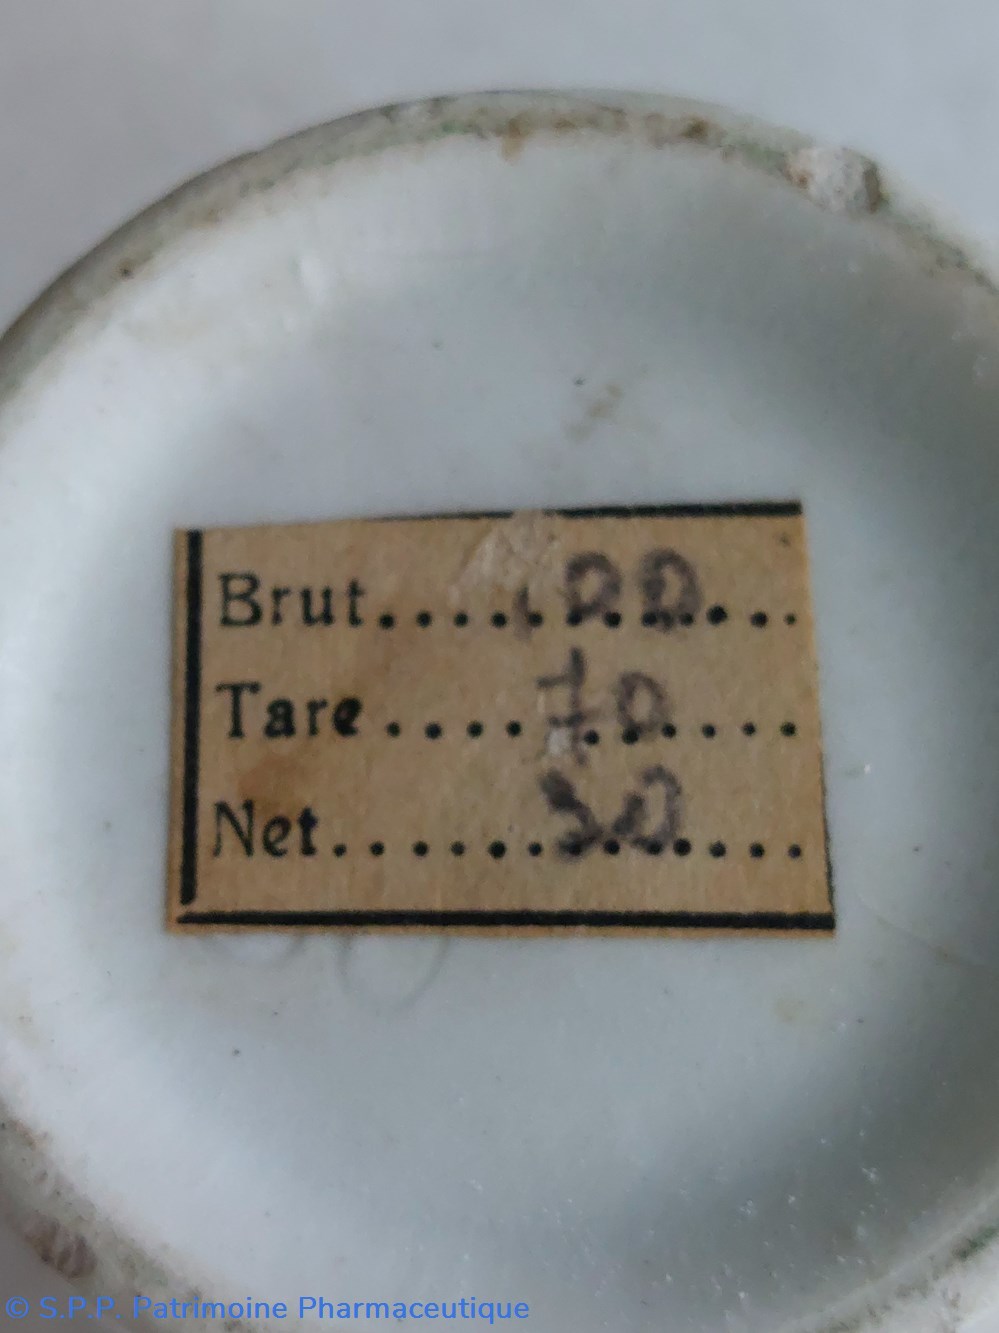 Brut............100......
Tare....70......
Net......30......
© S.P.P. Patrimoine Pharmaceutique